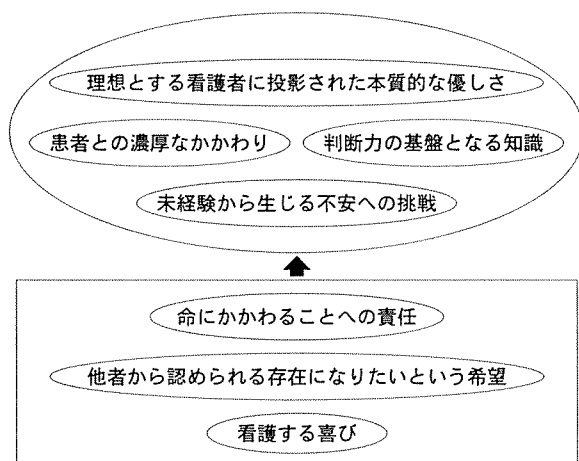 理想とする看護者に投影された本質的な優しさ
患者との濃厚なかかわり
判断力の基盤となる知識
未経験から生じる不安への挑戦
命にかかわることへの責任
他者から認められる存在になりたいという希望
看護する喜び